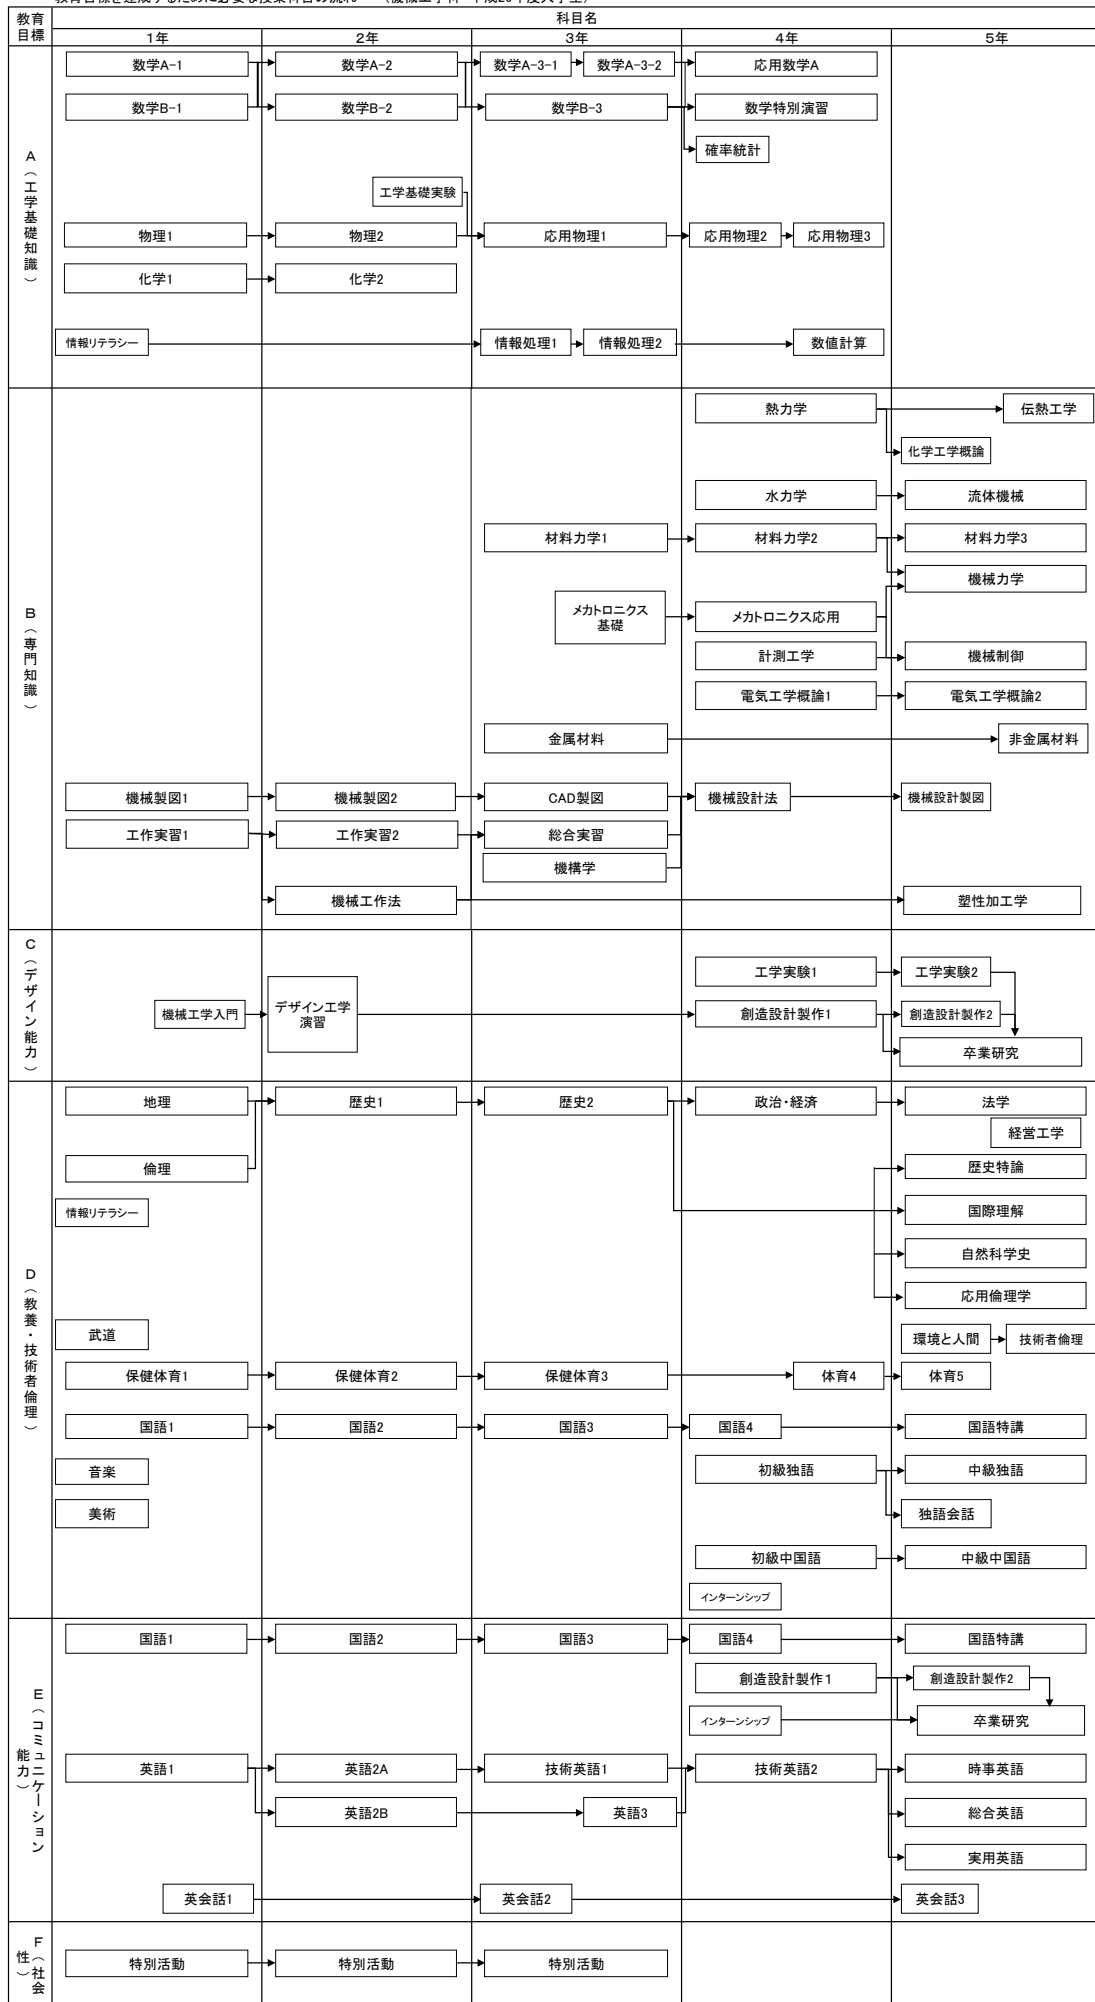 教育目標
科目名
1年 2年 3年 4年 5年
A（工学基礎知識）
数学A-1 数学A-2 数学A-3-1 数学A-3-2 応用数学A
数学B-1 数学B-2 数学B-3 数学特別演習
確率統計
工学基礎実験
物理1 物理2 応用物理1 応用物理2 応用物理3
化学1 化学2
情報リテラシー 情報処理1 情報処理2 数値計算
B（専門知識）
熱力学 伝熱工学
化学工学概論
水力学 流体機械
材料力学1 材料力学2 材料力学3
機械力学
メカトロニクス基礎 メカトロニクス応用
計測工学 機械制御
電気工学概論1 電気工学概論2
金属材料 非金属材料
機械製図1 機械製図2 CAD製図 機械設計法 機械設計製図
工作実習1 工作実習2 総合実習
機構学
機械工作法 塑性加工学
C（デザイン能力）
工学実験1 工学実験2
機械工学入門 デザイン工学演習 創造設計製作1 創造設計製作2
卒業研究
D（教養・技術者倫理）
地理 歴史1 歴史2 政治・経済 法学
経営工学
倫理 歴史特論
情報リテラシー 国際理解
自然科学史
応用倫理学
武道 環境と人間 技術者倫理
保健体育1 保健体育2 保健体育3 体育4 体育5
国語1 国語2 国語3 国語4 国語特講
音楽 初級独語 中級独語
美術 独語会話
初級中国語 中級中国語
インターンシップ
E（コミュニケーション能力）
国語1 国語2 国語3 国語4 国語特講
創造設計製作1 創造設計製作2
インターンシップ 卒業研究
英語1 英語2A 技術英語1 技術英語2 時事英語
英語2B 英語3 総合英語
実用英語
英会話1 英会話2 英会話3
F（社会性）
特別活動 特別活動 特別活動